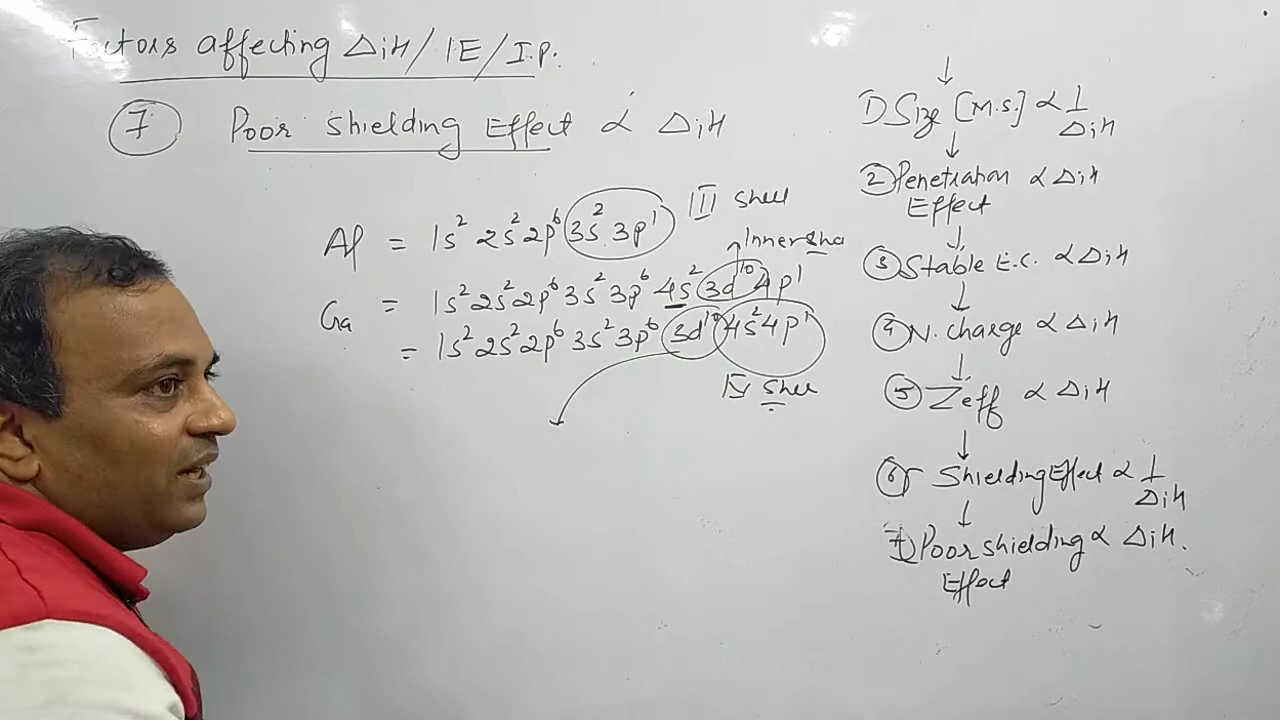 Factors affecting ΔiH/IE/I.P.
⑦ Poor Shielding Effect ∝ ΔiH
Al = 1s² 2s² 2p⁶ 3s² 3p¹ III Shell
Inner she
Ga = 1s² 2s² 2p⁶ 3s² 3p⁶ 4s² 3d¹⁰ 4p¹
= 1s² 2s² 2p⁶ 3s² 3p⁶ 3d¹⁰ 4s² 4p¹
IV Shell
↓
① Size [M.S.] ∝ 1/ΔiH
↓
② Penetration ∝ ΔiH
Effect
↓
③ Stable E.C. ∝ ΔiH
↓
④ N. charge ∝ ΔiH
↓
⑤ Zeff ∝ ΔiH
↓
⑥ Shielding Effect ∝ 1/ΔiH
↓
⑦ Poor shielding ∝ ΔiH.
Effect